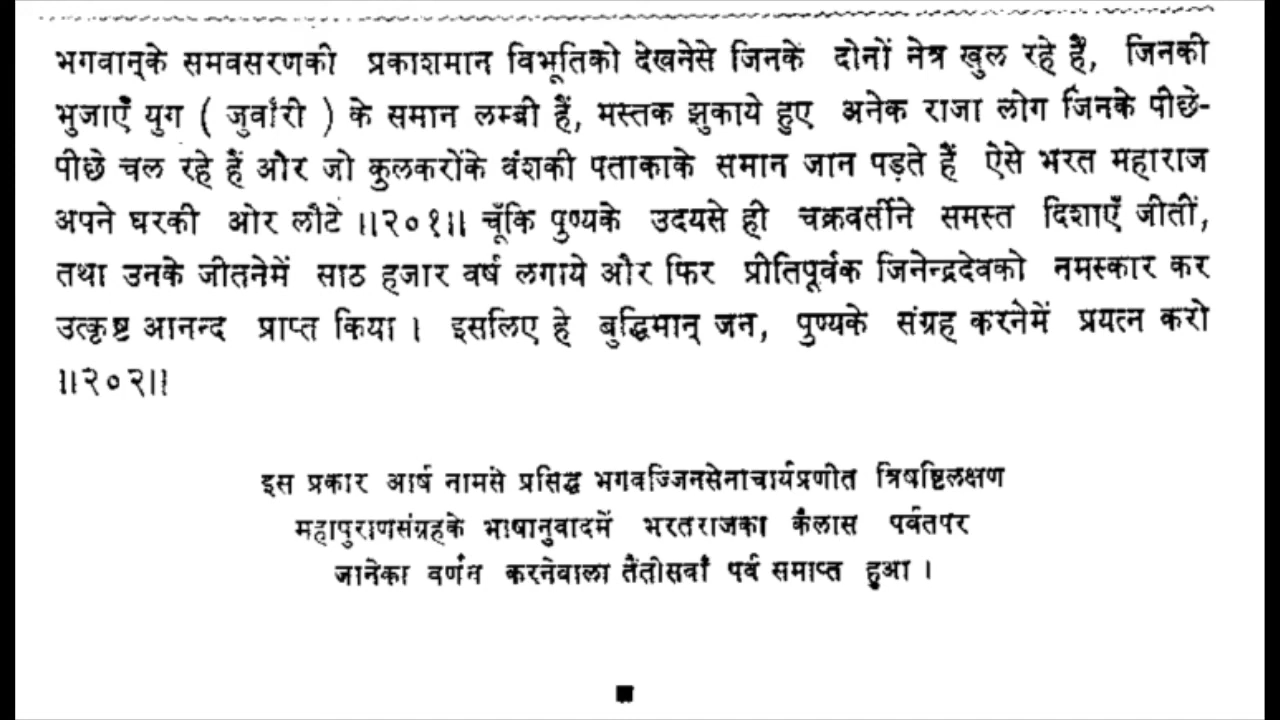 भगवान्‌के समवसरणकी प्रकाशमान विभूतिको देखनेसे जिनके दोनों नेत्र खुल रहे हैं, जिनकी
भुजाएँ युग ( जुवाँरी ) के समान लम्बी हैं, मस्तक झुकाये हुए अनेक राजा लोग जिनके पीछे-
पीछे चल रहे हैं और जो कुलकरोंके वंशकी पताकाके समान जान पड़ते हैं ऐसे भरत महाराज
अपने घरकी ओर लौटे ॥२०१॥ चूँकि पुण्यके उदयसे ही चक्रवर्तीने समस्त दिशाएँ जीतीं,
तथा उनके जीतनेमें साठ हजार वर्ष लगाये और फिर प्रीतिपूर्वक जिनेन्द्रदेवको नमस्कार कर
उत्कृष्ट आनन्द प्राप्त किया । इसलिए हे बुद्धिमान् जन, पुण्यके संग्रह करनेमें प्रयत्न करो
॥२०२॥
इस प्रकार आर्ष नामसे प्रसिद्ध भगवज्जिनसेनाचार्यप्रणीत त्रिषष्टिलक्षण
महापुराणसंग्रहके भाषानुवादमें भरतराजका कैलास पर्वतपर
जानेका वर्णन करनेवाला तैंतीसवाँ पर्व समाप्त हुआ ।